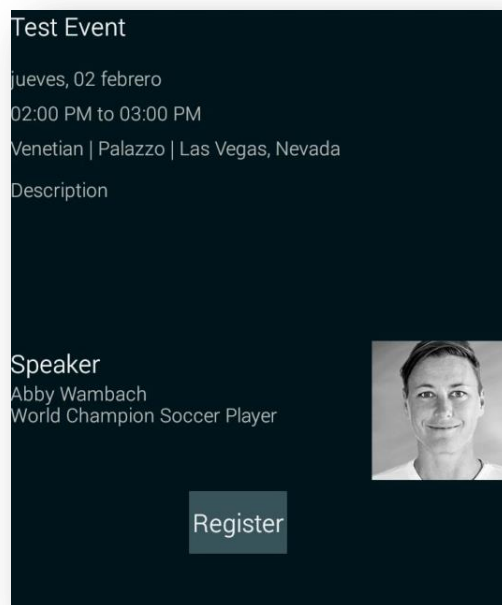 Test Event
jueves, 02 febrero
02:00 PM to 03:00 PM
Venetian | Palazzo | Las Vegas, Nevada
Description
Speaker
Abby Wambach
World Champion Soccer Player
Register